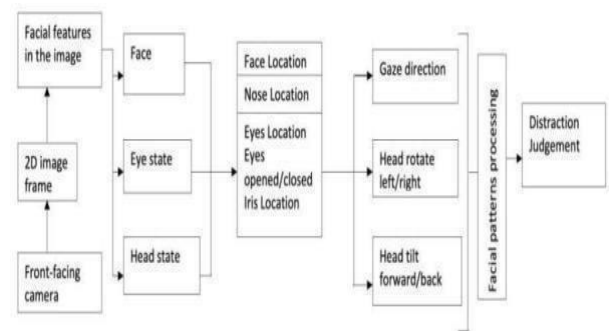 Facial features
in the image
2D image
frame
Front-facing
camera
Face
Eye state
Head state
Face Location
Nose Location
Eyes Location
Eyes
opened/closed
Iris Location
Gaze direction
Head rotate
left/right
Head tilt
forward/back
Facial patterns processing
Distraction
Judgement